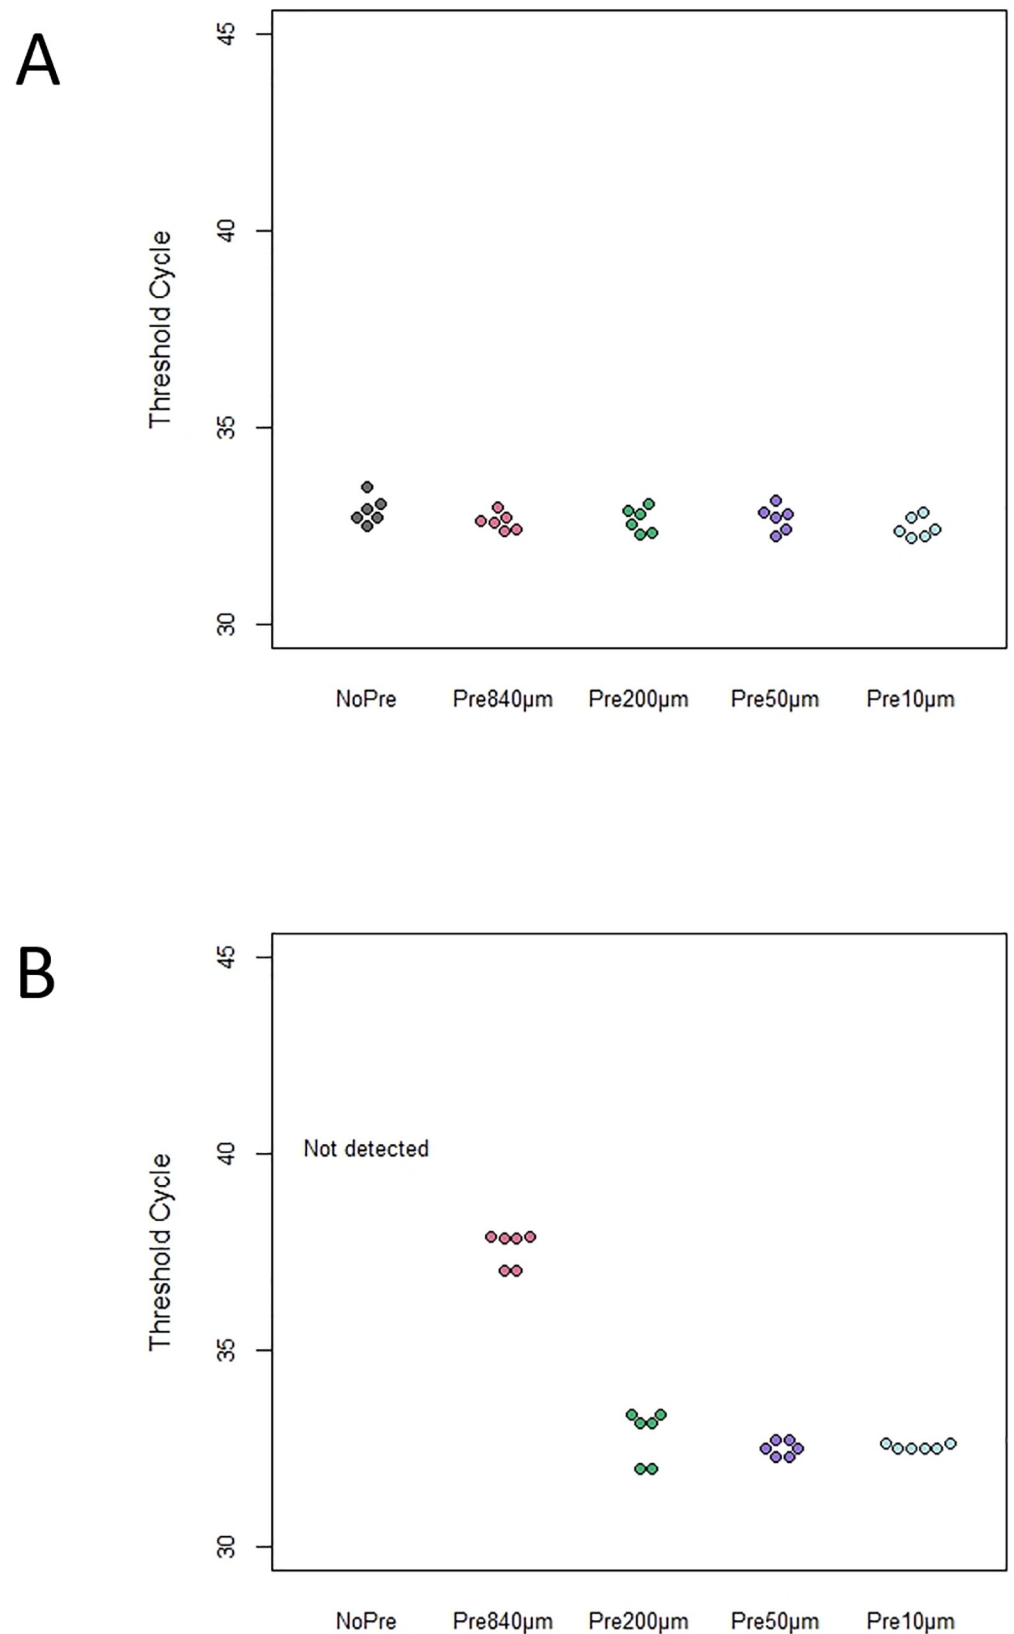 A
45
40
35
30
Threshold Cycle
NoPre Pre840µm Pre200µm Pre50µm Pre10µm
B
45
40
35
30
Threshold Cycle
Not detected
NoPre Pre840µm Pre200µm Pre50µm Pre10µm